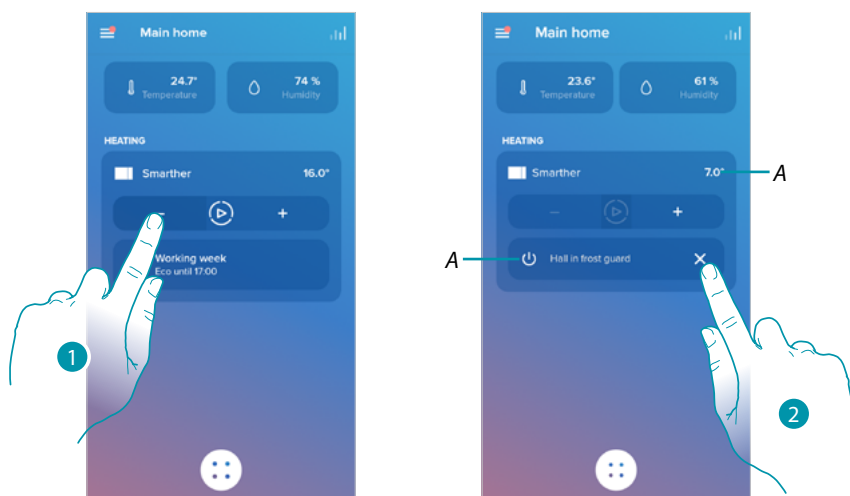 Main home
24.7°
Temperature
74 %
Humidity
HEATING
Smarther
16.0°
–
+
Working week
Eco until 17:00
1
Main home
23.6°
Temperature
61 %
Humidity
HEATING
Smarther
7.0°
A
–
+
A
Hall in frost guard
2